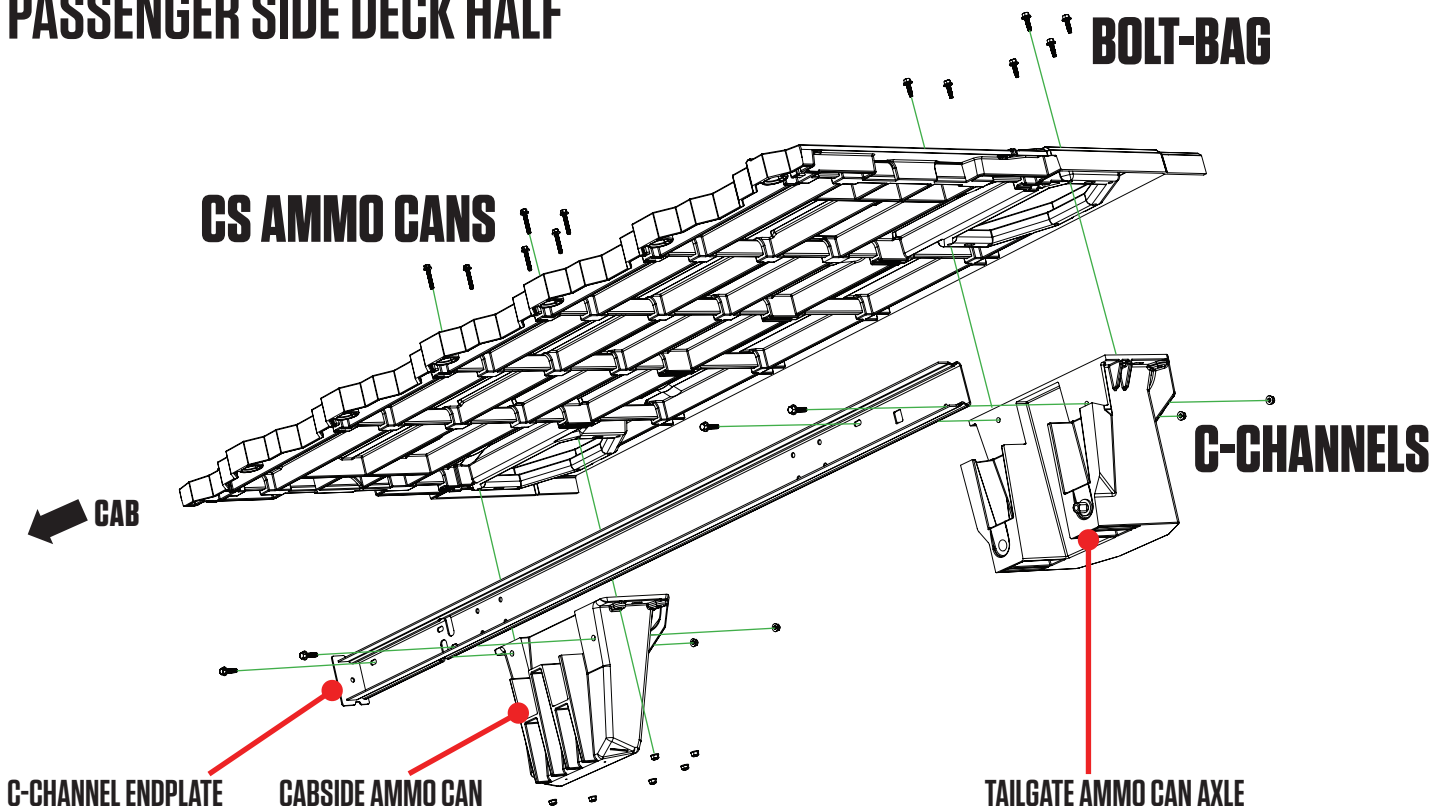 PASSENGER SIDE DECK HALF
BOLT-BAG
CS AMMO CANS
C-CHANNELS
CAB
C-CHANNEL ENDPLATE
CABSIDE AMMO CAN
TAILGATE AMMO CAN AXLE